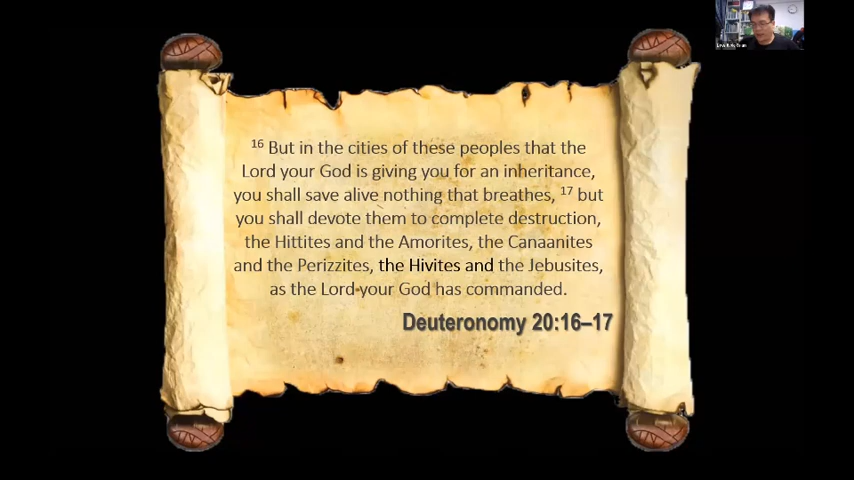 16 But in the cities of these peoples that the
Lord your God is giving you for an inheritance,
you shall save alive nothing that breathes, 17 but
you shall devote them to complete destruction,
the Hittites and the Amorites, the Canaanites
and the Perizzites, the Hivites and the Jebusites,
as the Lord your God has commanded.
Deuteronomy 20:16–17